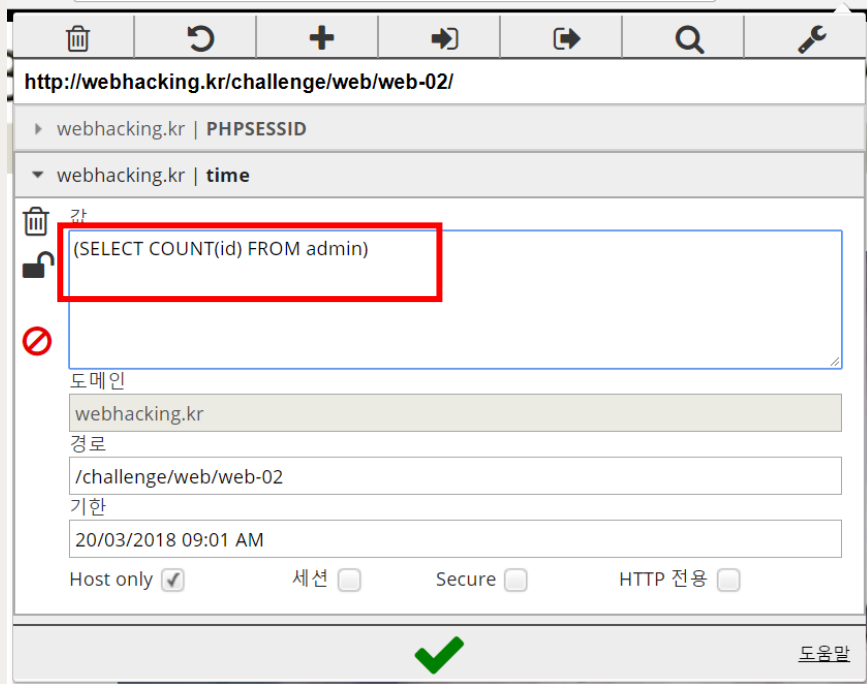 http://webhacking.kr/challenge/web/web-02/
webhacking.kr | PHPSESSID
webhacking.kr | time
값
(SELECT COUNT(id) FROM admin)
도메인
webhacking.kr
경로
/challenge/web/web-02
기한
20/03/2018 09:01 AM
Host only 세션 Secure HTTP 전용
도움말